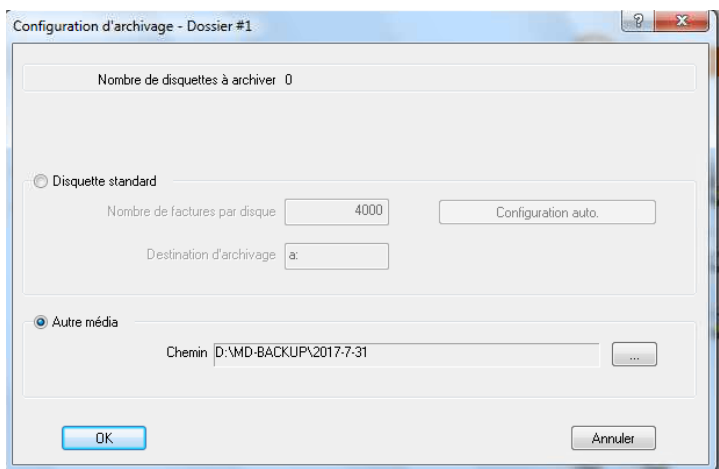 Configuration d'archivage - Dossier #1
Nombre de disquettes à archiver 0
Disquette standard
Nombre de factures par disque 4000 Configuration auto.
Destination d'archivage a:
Autre média
Chemin D:\MD-BACKUP\2017-7-31 ...
OK Annuler